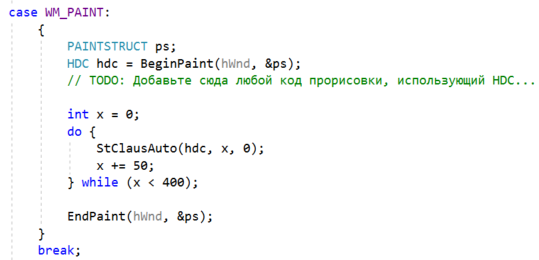 case WM_PAINT:
{
PAINTSTRUCT ps;
HDC hdc = BeginPaint(hWnd, &ps);
// TODO: Добавьте сюда любой код прорисовки, использующий HDC...
int x = 0;
do {
StClausAuto(hdc, x, 0);
x += 50;
} while (x < 400);
EndPaint(hWnd, &ps);
}
break;